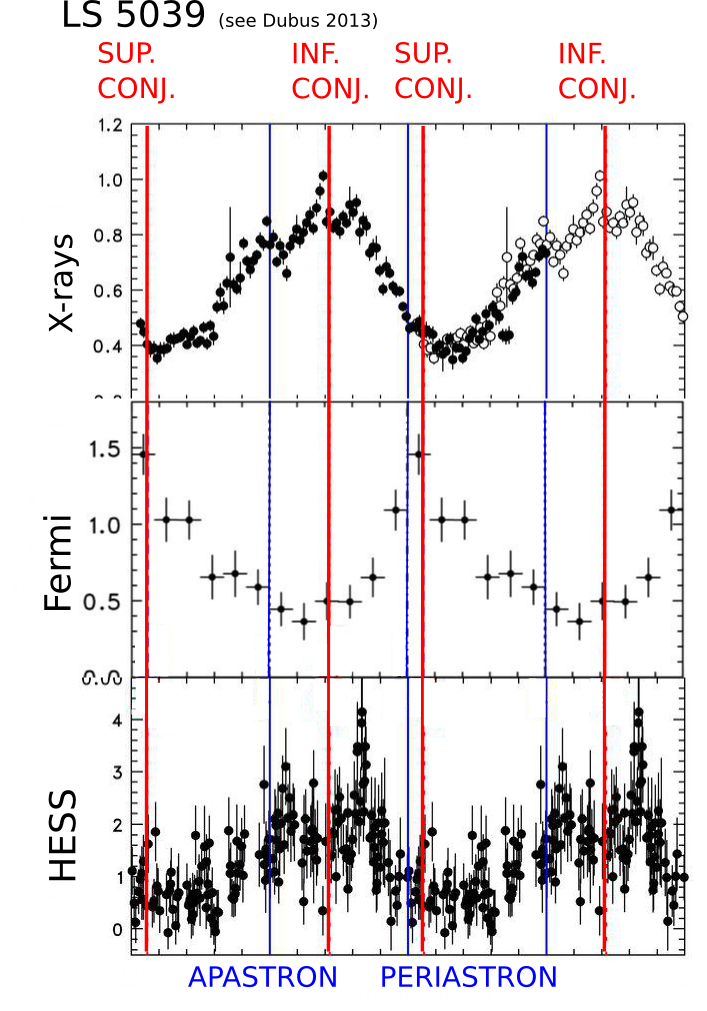 LS 5039 (see Dubus 2013)
SUP. INF. SUP. INF.
CONJ. CONJ. CONJ. CONJ.
1.2
1.0
0.8
0.6
0.4
X-rays
1.5
1.0
0.5
Fermi
4
3
2
1
0
HESS
APASTRON PERIASTRON